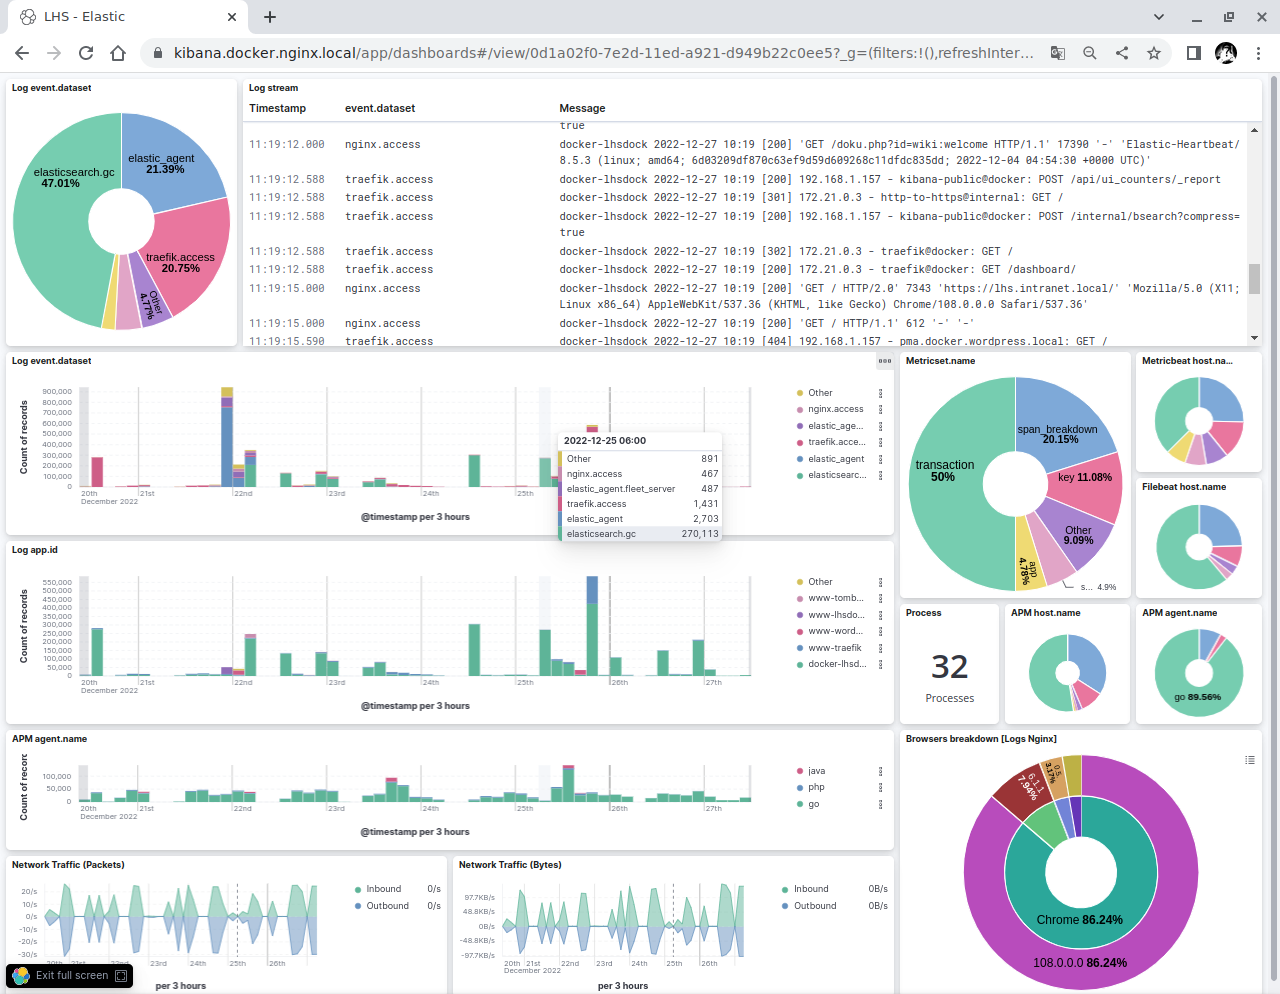 LHS - Elastic
kibana.docker.nginx.local/app/dashboards#/view/0d1a02f0-7e2d-11ed-a921-d949b22c0ee5?_g=(filters:!(),refreshInter...
Log event.dataset
elastic_agent
21.39%
elasticsearch.gc
47.01%
traefik.access
20.75%
Other
4.77%
Log stream
Timestamp event.dataset Message
true
11:19:12.000 nginx.access docker-lhsdock 2022-12-27 10:19 [200] 'GET /doku.php?id=wiki:welcome HTTP/1.1' 17390 '-' 'Elastic-Heartbeat/
8.5.3 (linux; amd64; 6d03209df870c63ef9d59d609268c11dfdc835dd; 2022-12-04 04:54:30 +0000 UTC)'
11:19:12.588 traefik.access docker-lhsdock 2022-12-27 10:19 [200] 192.168.1.157 - kibana-public@docker: POST /api/ui_counters/_report
11:19:12.588 traefik.access docker-lhsdock 2022-12-27 10:19 [301] 172.21.0.3 - http-to-https@internal: GET /
11:19:12.588 traefik.access docker-lhsdock 2022-12-27 10:19 [200] 192.168.1.157 - kibana-public@docker: POST /internal/bsearch?compress=
true
11:19:12.588 traefik.access docker-lhsdock 2022-12-27 10:19 [302] 172.21.0.3 - traefik@docker: GET /
11:19:12.588 traefik.access docker-lhsdock 2022-12-27 10:19 [200] 172.21.0.3 - traefik@docker: GET /dashboard/
11:19:15.000 nginx.access docker-lhsdock 2022-12-27 10:19 [200] 'GET / HTTP/2.0' 7343 'https://lhs.intranet.local/' 'Mozilla/5.0 (X11;
Linux x86_64) AppleWebKit/537.36 (KHTML, like Gecko) Chrome/108.0.0.0 Safari/537.36'
11:19:15.000 nginx.access docker-lhsdock 2022-12-27 10:19 [200] 'GET / HTTP/1.1' 612 '-' '-'
11:19:15.590 traefik.access docker-lhsdock 2022-12-27 10:19 [404] 192.168.1.157 - pma.docker.wordpress.local: GET /
Log event.dataset
Count of records
900,000
800,000
700,000
600,000
500,000
400,000
300,000
200,000
100,000
0
20th 21st 22nd 23rd 24th 25th
December 2022
@timestamp per 3 hours
Other
nginx.access
elastic_age...
traefik.acce...
elastic_agent
elasticsearc...
2022-12-25 06:00
Other 891
nginx.access 467
elastic_agent.fleet_server 487
traefik.access 1,431
elastic_agent 2,703
elasticsearch.gc 270,113
Metricset.name
span_breakdown
20.15%
transaction
50%
key 11.08%
Other
9.09%
app
4.78%
s... 4.9%
Metricbeat host.na...
Filebeat host.name
Log app.id
Count of records
550,000
500,000
450,000
400,000
350,000
300,000
250,000
200,000
150,000
100,000
50,000
0
20th 21st 22nd 23rd 24th 25th 26th 27th
December 2022
@timestamp per 3 hours
Other
www-tomb...
www-lhsdo...
www-word...
www-traefik
docker-lhsd...
Process
32
Processes
APM host.name
APM agent.name
go 89.56%
APM agent.name
Count of records
100,000
50,000
0
20th 21st 22nd 23rd 24th 25th 26th 27th
December 2022
@timestamp per 3 hours
java
php
go
Browsers breakdown [Logs Nginx]
Chrome 86.24%
108.0.0.0 86.24%
6.1.1
7.94%
0.5
3.17%
Network Traffic (Packets)
20/s
10/s
0/s
-10/s
-20/s
-30/s
20th 21st 22nd 23rd 24th 25th 26th
per 3 hours
Inbound 0/s
Outbound 0/s
Network Traffic (Bytes)
97.7KB/s
48.8KB/s
0B/s
-48.8KB/s
-97.7KB/s
20th 21st 22nd 23rd 24th 25th 26th
December 2022
per 3 hours
Inbound 0B/s
Outbound 0B/s
Exit full screen